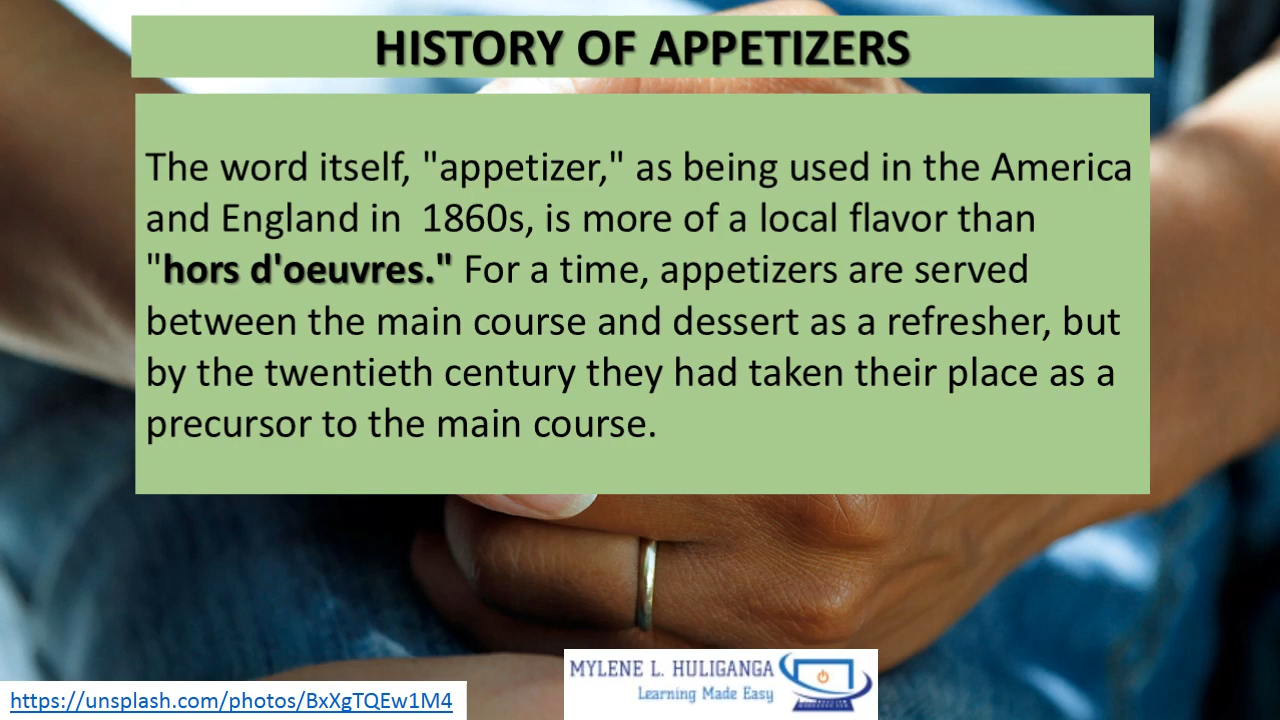 HISTORY OF APPETIZERS
The word itself, "appetizer," as being used in the America
and England in  1860s, is more of a local flavor than
"hors d'oeuvres." For a time, appetizers are served
between the main course and dessert as a refresher, but
by the twentieth century they had taken their place as a
precursor to the main course.
MYLENE L. HULIGANGA
Learning Made Easy
https://unsplash.com/photos/BxXgTQEw1M4